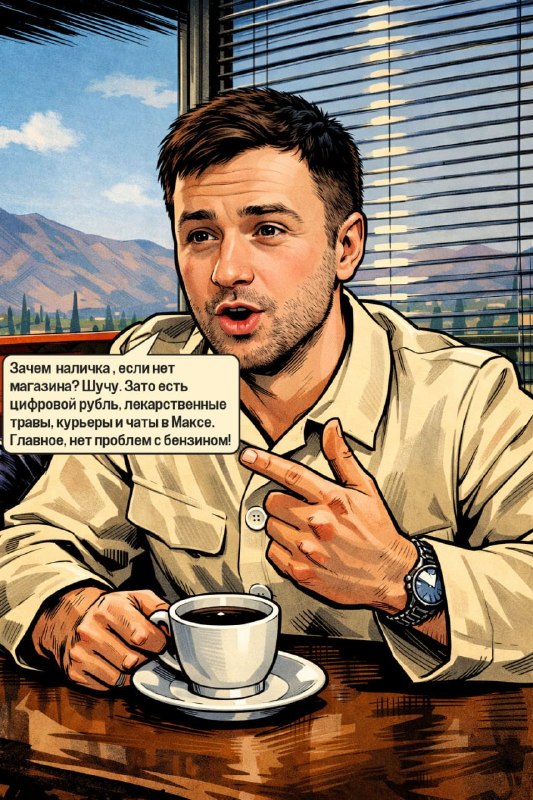 Зачем наличка , если нет
магазина? Шучу. Зато есть
цифровой рубль, лекарственные
травы, курьеры и чаты в Максе.
Главное, нет проблем с бензином!